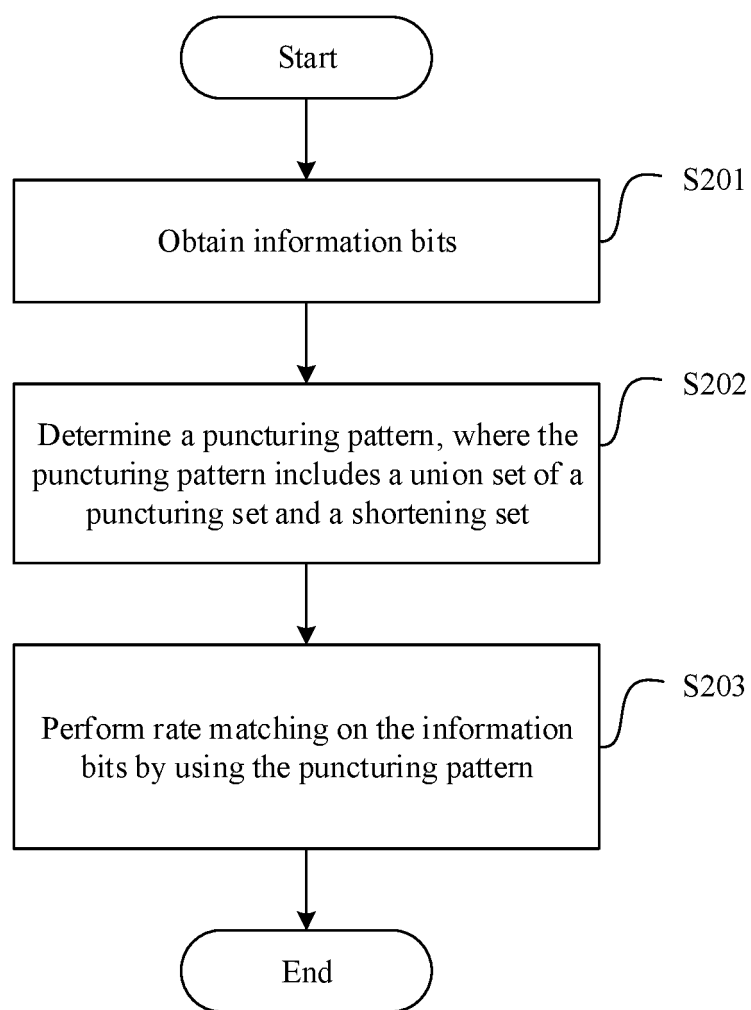 Start
S201
Obtain information bits
S202
Determine a puncturing pattern, where the
puncturing pattern includes a union set of a
puncturing set and a shortening set
S203
Perform rate matching on the information
bits by using the puncturing pattern
End